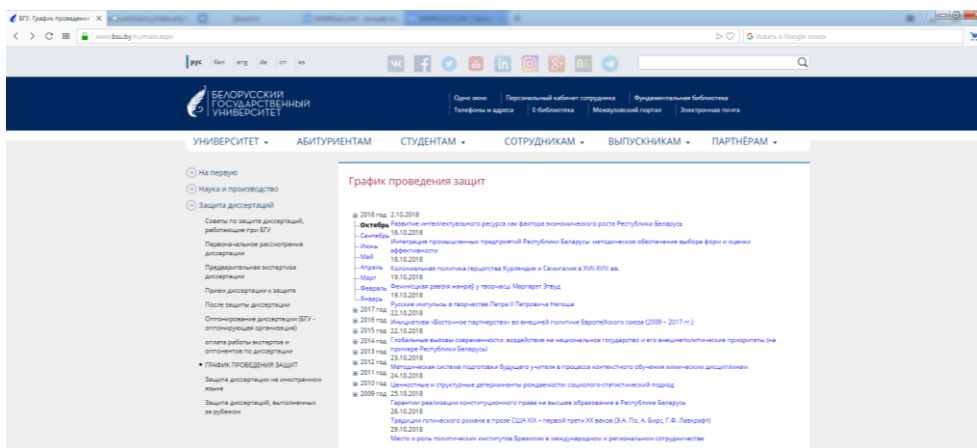 БГУ. График проведени
www.bsu.by/ru/main.aspx
Искать в Google поиск
рус бел eng de cn es
БЕЛОРУССКИЙ
ГОСУДАРСТВЕННЫЙ
УНИВЕРСИТЕТ
Одно окно Персональный кабинет сотрудника Фундаментальная библиотека
Телефоны и адреса Е-библиотека Межвузовский портал Электронная почта
УНИВЕРСИТЕТ АБИТУРИЕНТАМ СТУДЕНТАМ СОТРУДНИКАМ ВЫПУСКНИКАМ ПАРТНЁРАМ
На первую
Наука и производство
Защита диссертаций
Советы по защите диссертаций,
работающие при БГУ
Первоначальное рассмотрение
диссертации
Предварительная экспертиза
диссертации
Прием диссертации к защите
После защиты диссертации
Оппонирование диссертации (БГУ -
оппонирующая организация)
оплата работы экспертов и
оппонентов по диссертации
ГРАФИК ПРОВЕДЕНИЯ ЗАЩИТ
Защита диссертации на иностранном
языке
Защита диссертаций, выполненных
за рубежом
График проведения защит
2018 год
Октябрь
Сентябрь
Июнь
Май
Апрель
Март
Февраль
Январь
2017 год
2016 год
2015 год
2014 год
2013 год
2012 год
2011 год
2010 год
2009 год
2.10.2018
Развитие интеллектуального ресурса как фактора экономического роста Республики Беларусь
16.10.2018
Интеграция промышленных предприятий Республики Беларусь: методическое обеспечение выбора форм и оценки
эффективности
18.10.2018
Колониальная политика герцогства Курляндия и Семигалия в XVII-XVIII вв.
19.10.2018
Феминісцкая рэвізія жанраў у творчасці Маргарэт Этвуд
19.10.2018
Русские импульсы в творчестве Петра II Петровича Негоша
22.10.2018
Инициатива «Восточное партнерство» во внешней политике Европейского союза (2009 – 2017 гг.)
22.10.2018
Глобальные вызовы современности: воздействие на национальное государство и его внешнеполитические приоритеты (на
примере Республики Беларусь)
23.10.2018
Методическая система подготовки будущего учителя в процессе контекстного обучения химическим дисциплинам
24.10.2018
Ценностные и структурные детерминанты рождаемости: социолого-статистический подход
25.10.2018
Гарантии реализации конституционного права на высшее образование в Республике Беларусь
26.10.2018
Традиции готического романа в прозе США XIX – первой трети XX веков (Э.А. По, А. Бирс, Г.Ф. Лавкрафт)
29.10.2018
Место и роль политических институтов Бразилии в международном и региональном сотрудничестве